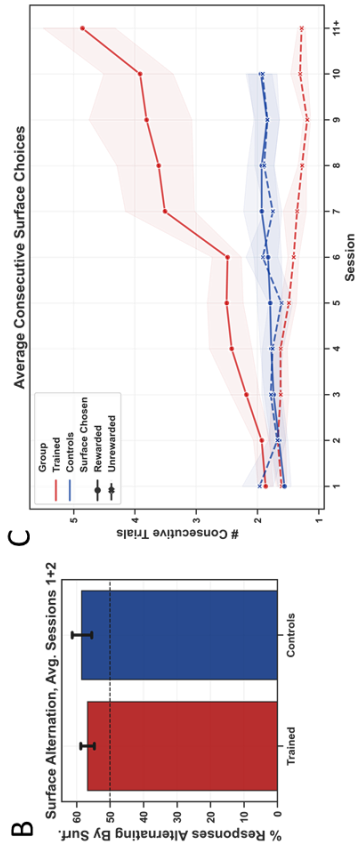 B
Surface Alternation, Avg. Sessions 1+2
% Responses Alternating By Surf.
60
50
40
30
20
10
0
Trained
Controls
C
Average Consecutive Surface Choices
Group
Trained
Controls
Surface Chosen
Rewarded
Unrewarded
# Consecutive Trials
5
4
3
2
1
1 2 3 4 5 6 7 8 9 10 11+
Session